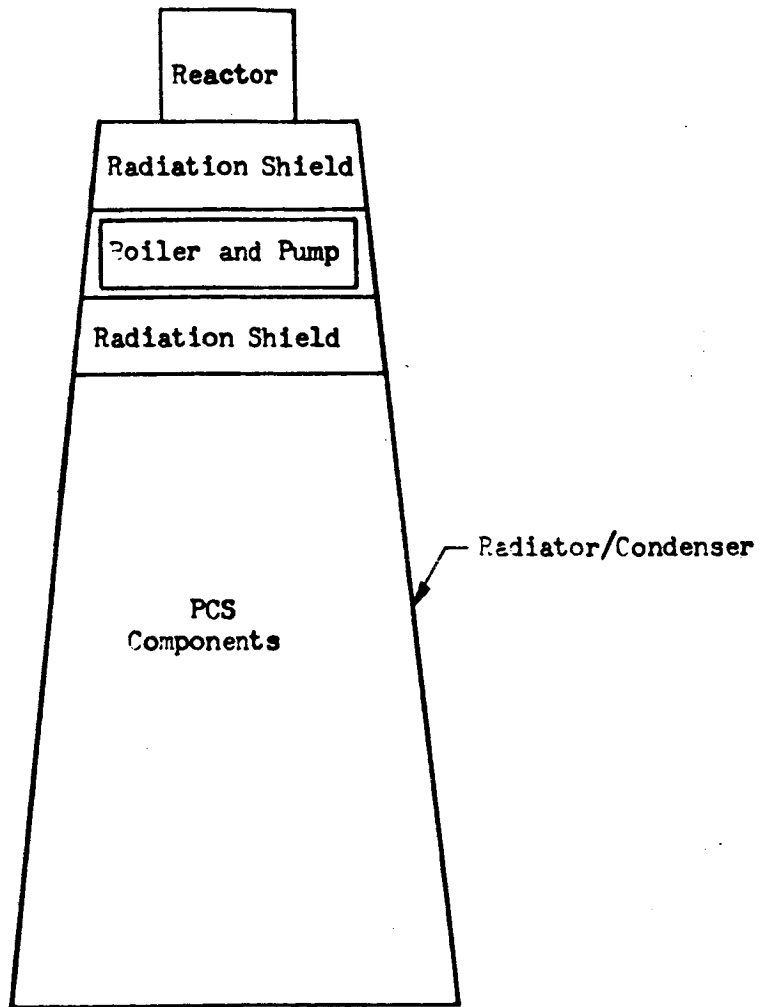 Reactor
Radiation Shield
Boiler and Pump
Radiation Shield
Radiator/Condenser
PCS
Components